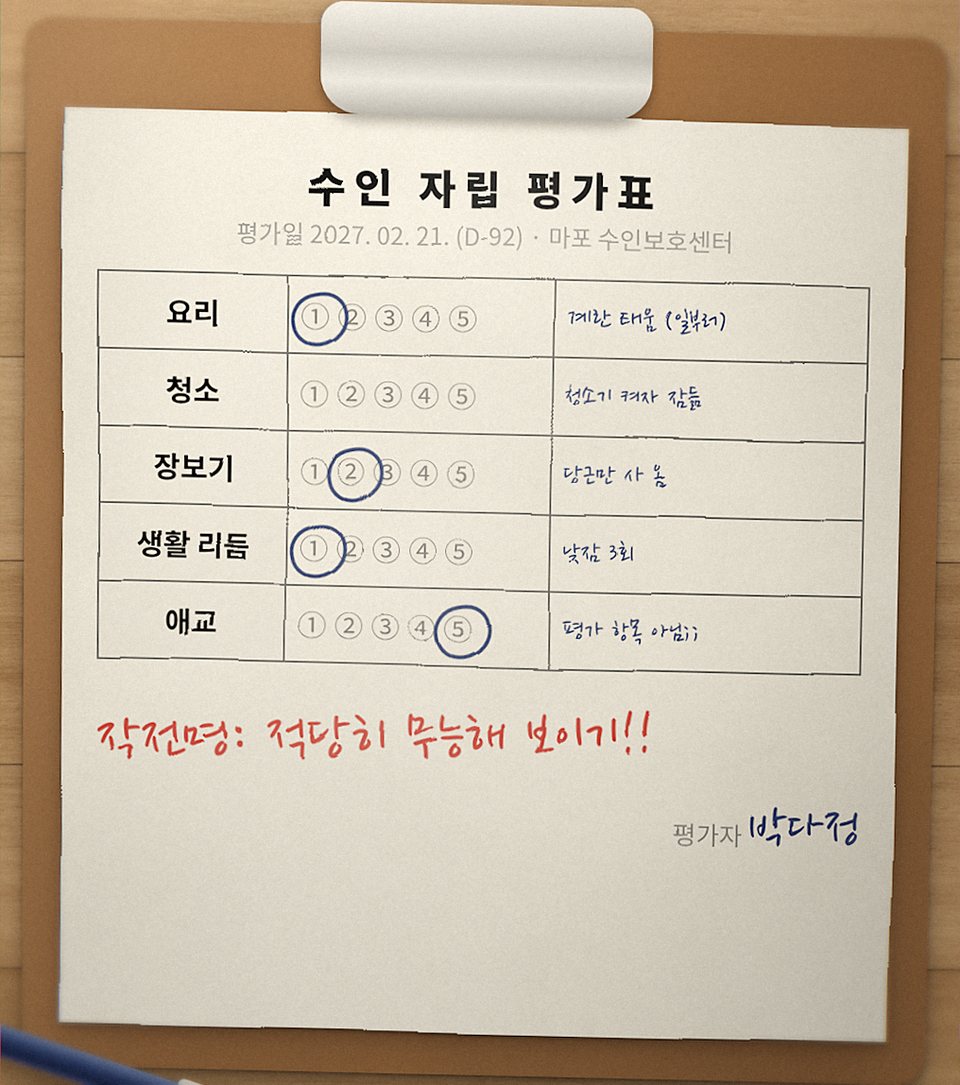 수인 자립 평가표
평가일 2027. 02. 21. (D-92) · 마포 수인보호센터
요리 ① ② ③ ④ ⑤ 계란 태움 (일부러)
청소 ① ② ③ ④ ⑤ 청소기 켜자 잠듦
장보기 ① ② ③ ④ ⑤ 당근만 사 옴
생활 리듬 ① ② ③ ④ ⑤ 낮잠 3회
애교 ① ② ③ ④ ⑤ 평가 항목 아님;;
작전명: 적당히 무능해 보이기!!
평가자 박다정